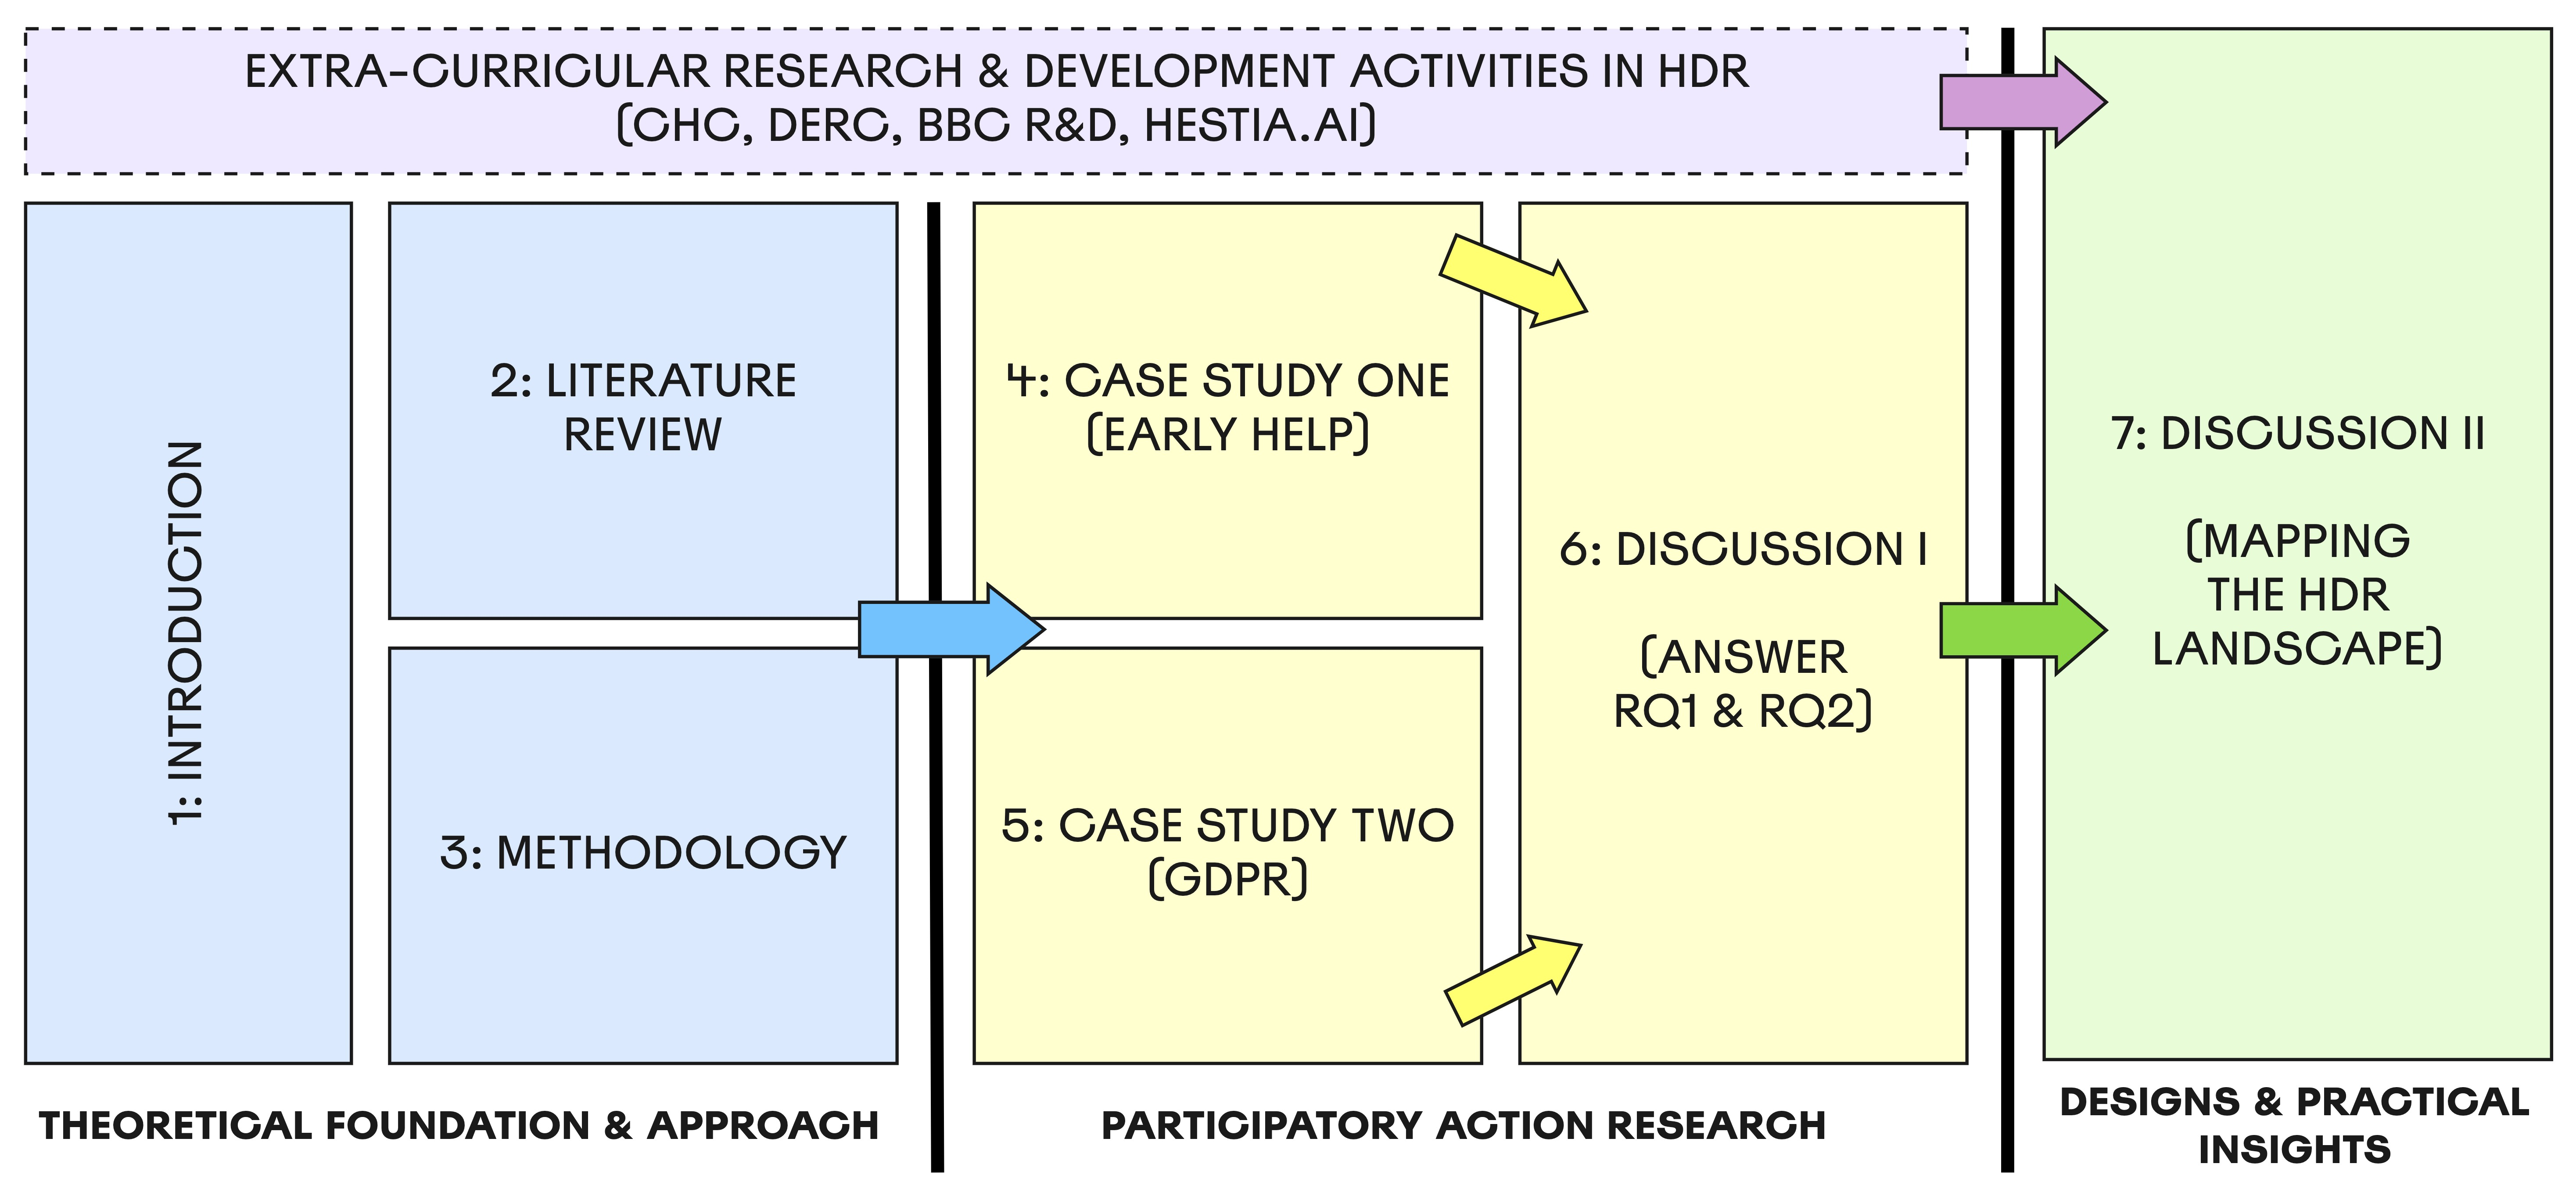 EXTRA-CURRICULAR RESEARCH & DEVELOPMENT ACTIVITIES IN HDR
(CHC, DERC, BBC R&D, HESTIA.AI)
1: INTRODUCTION
2: LITERATURE
REVIEW
3: METHODOLOGY
4: CASE STUDY ONE
(EARLY HELP)
5: CASE STUDY TWO
(GDPR)
6: DISCUSSION I
(ANSWER
RQ1 & RQ2)
7: DISCUSSION II
(MAPPING
THE HDR
LANDSCAPE)
THEORETICAL FOUNDATION & APPROACH
PARTICIPATORY ACTION RESEARCH
DESIGNS & PRACTICAL
INSIGHTS